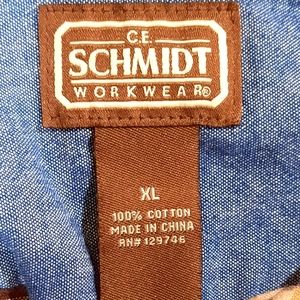 C.E.
SCHMIDT
WORKWEAR®
XL
100% COTTON
MADE IN CHINA
RN# 129746